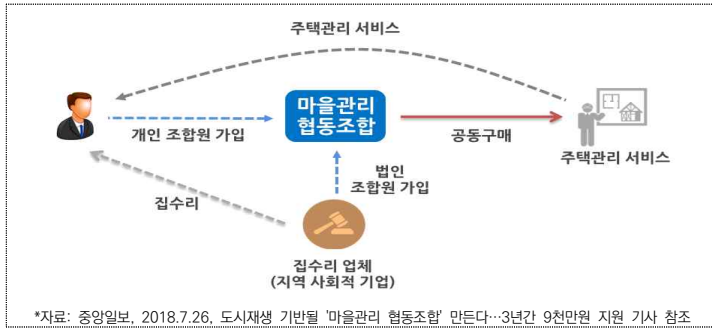 주택관리 서비스
마을관리
협동조합
개인 조합원 가입
공동구매
주택관리 서비스
법인
조합원 가입
집수리
집수리 업체
(지역 사회적 기업)
*자료: 중앙일보, 2018.7.26, 도시재생 기반될 '마을관리 협동조합' 만든다…3년간 9천만원 지원 기사 참조